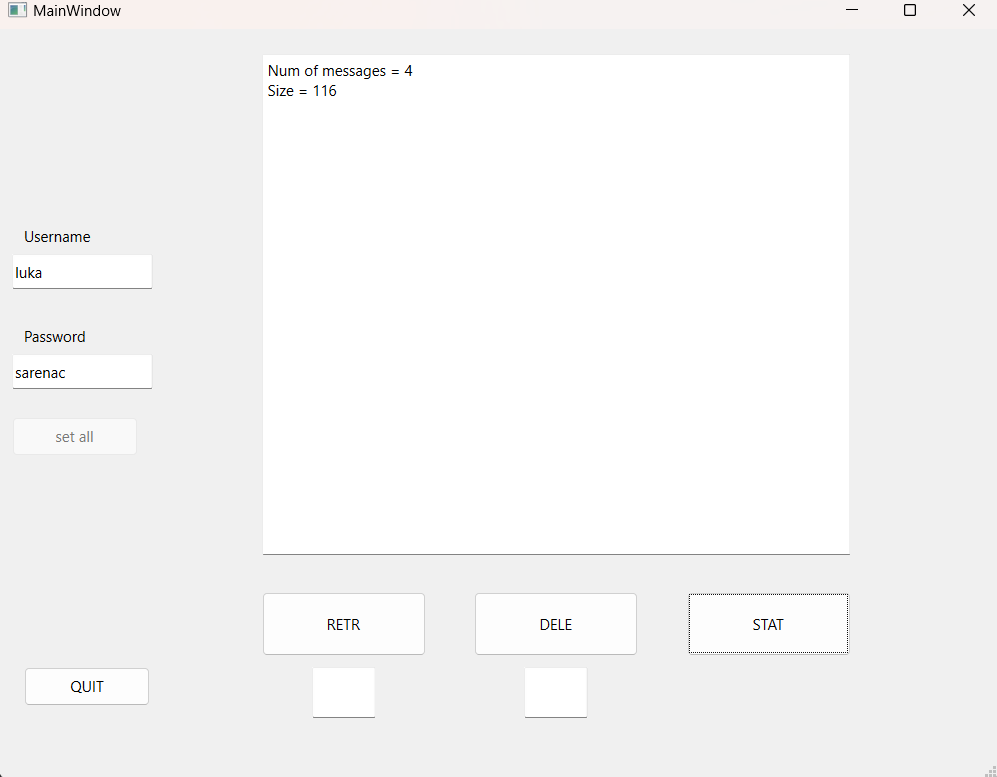 MainWindow
Num of messages = 4
Size = 116
Username
luka
Password
sarenac
set all
RETR
DELE
STAT
QUIT